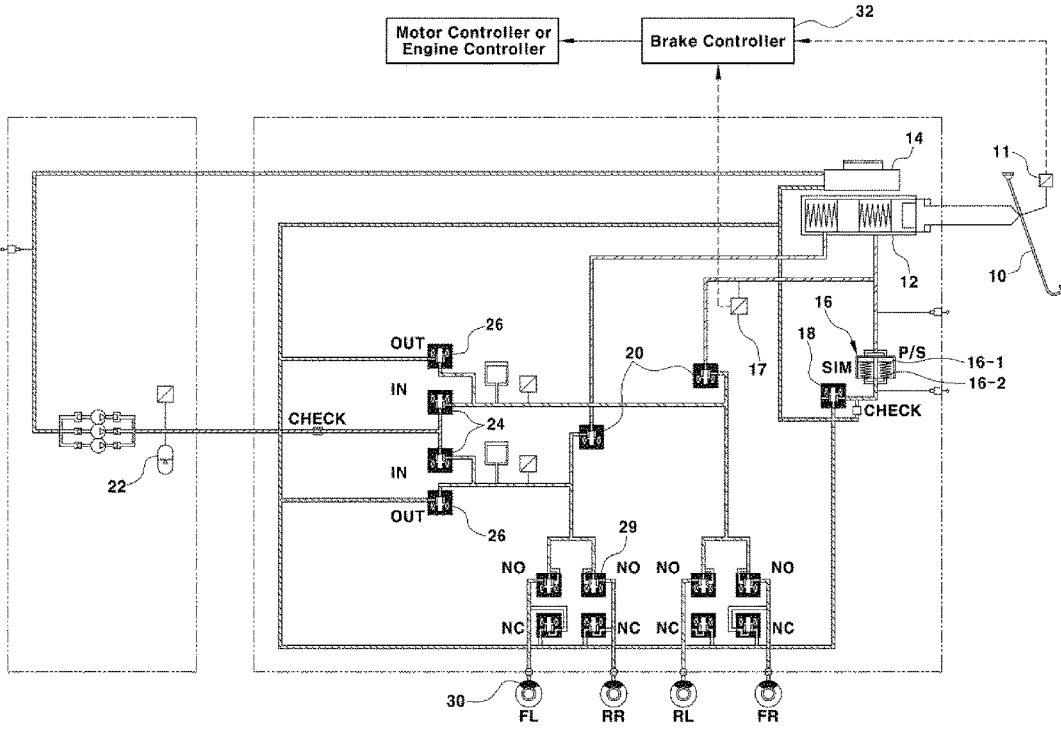 32
Motor Controller or
Engine Controller
Brake Controller
14
11
12
10
16
P/S
18
SIM
16-1
16-2
CHECK
17
20
OUT
26
IN
CHECK
24
IN
22
OUT
26
29
NO
NO
NO
NO
NC
NC
NC
NC
30
FL
RR
RL
FR